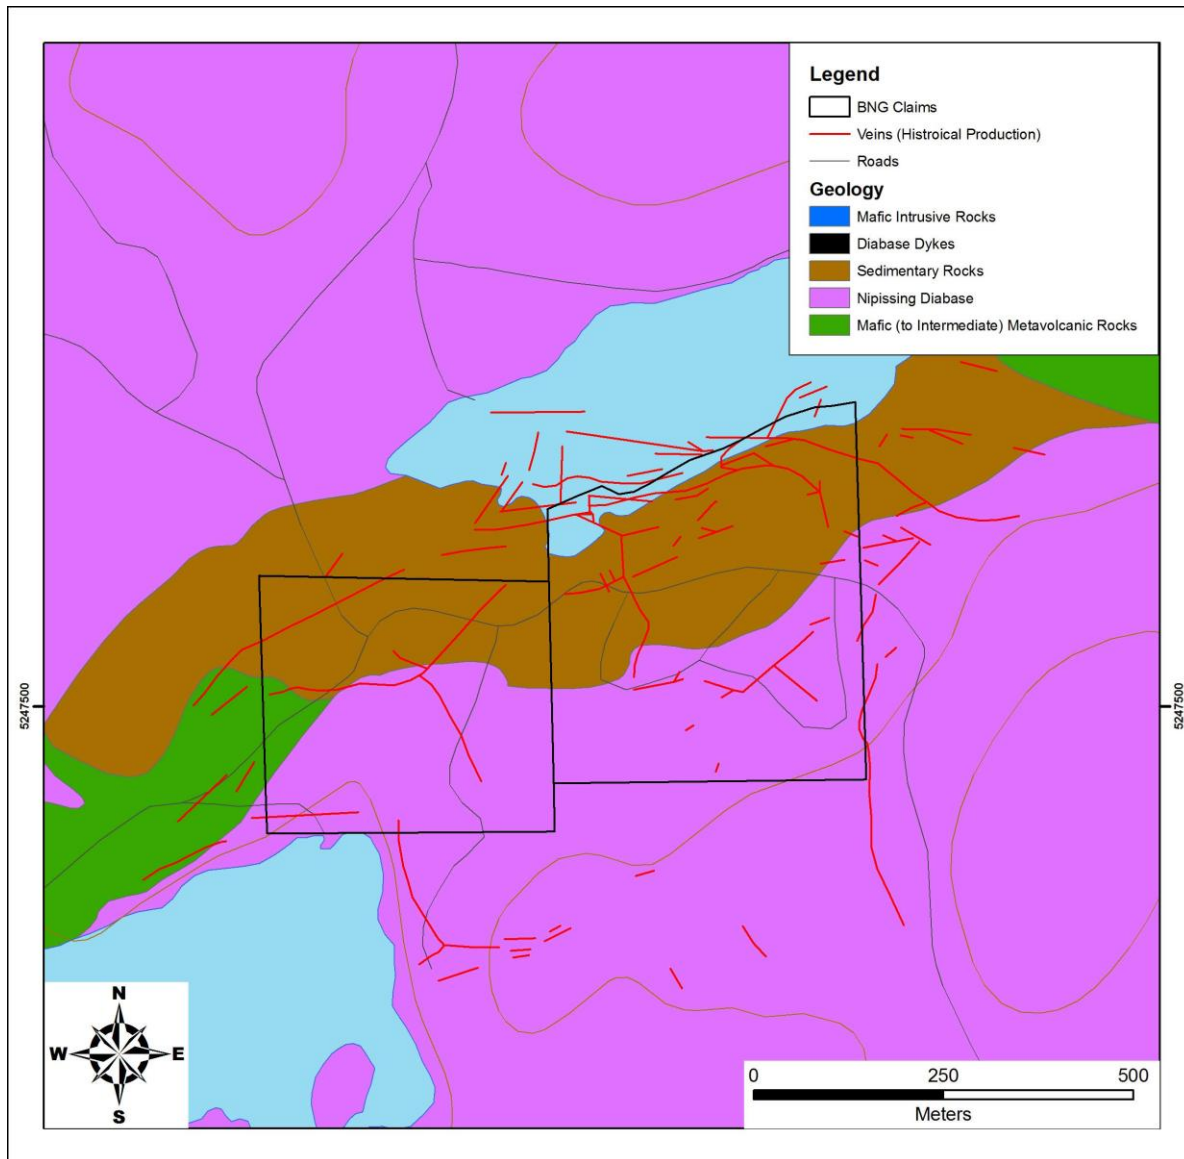 Legend
BNG Claims
Veins (Histroical Production)
Roads
Geology
Mafic Intrusive Rocks
Diabase Dykes
Sedimentary Rocks
Nipissing Diabase
Mafic (to Intermediate) Metavolcanic Rocks
5247500
5247500
N
W E
S
0 250 500
Meters